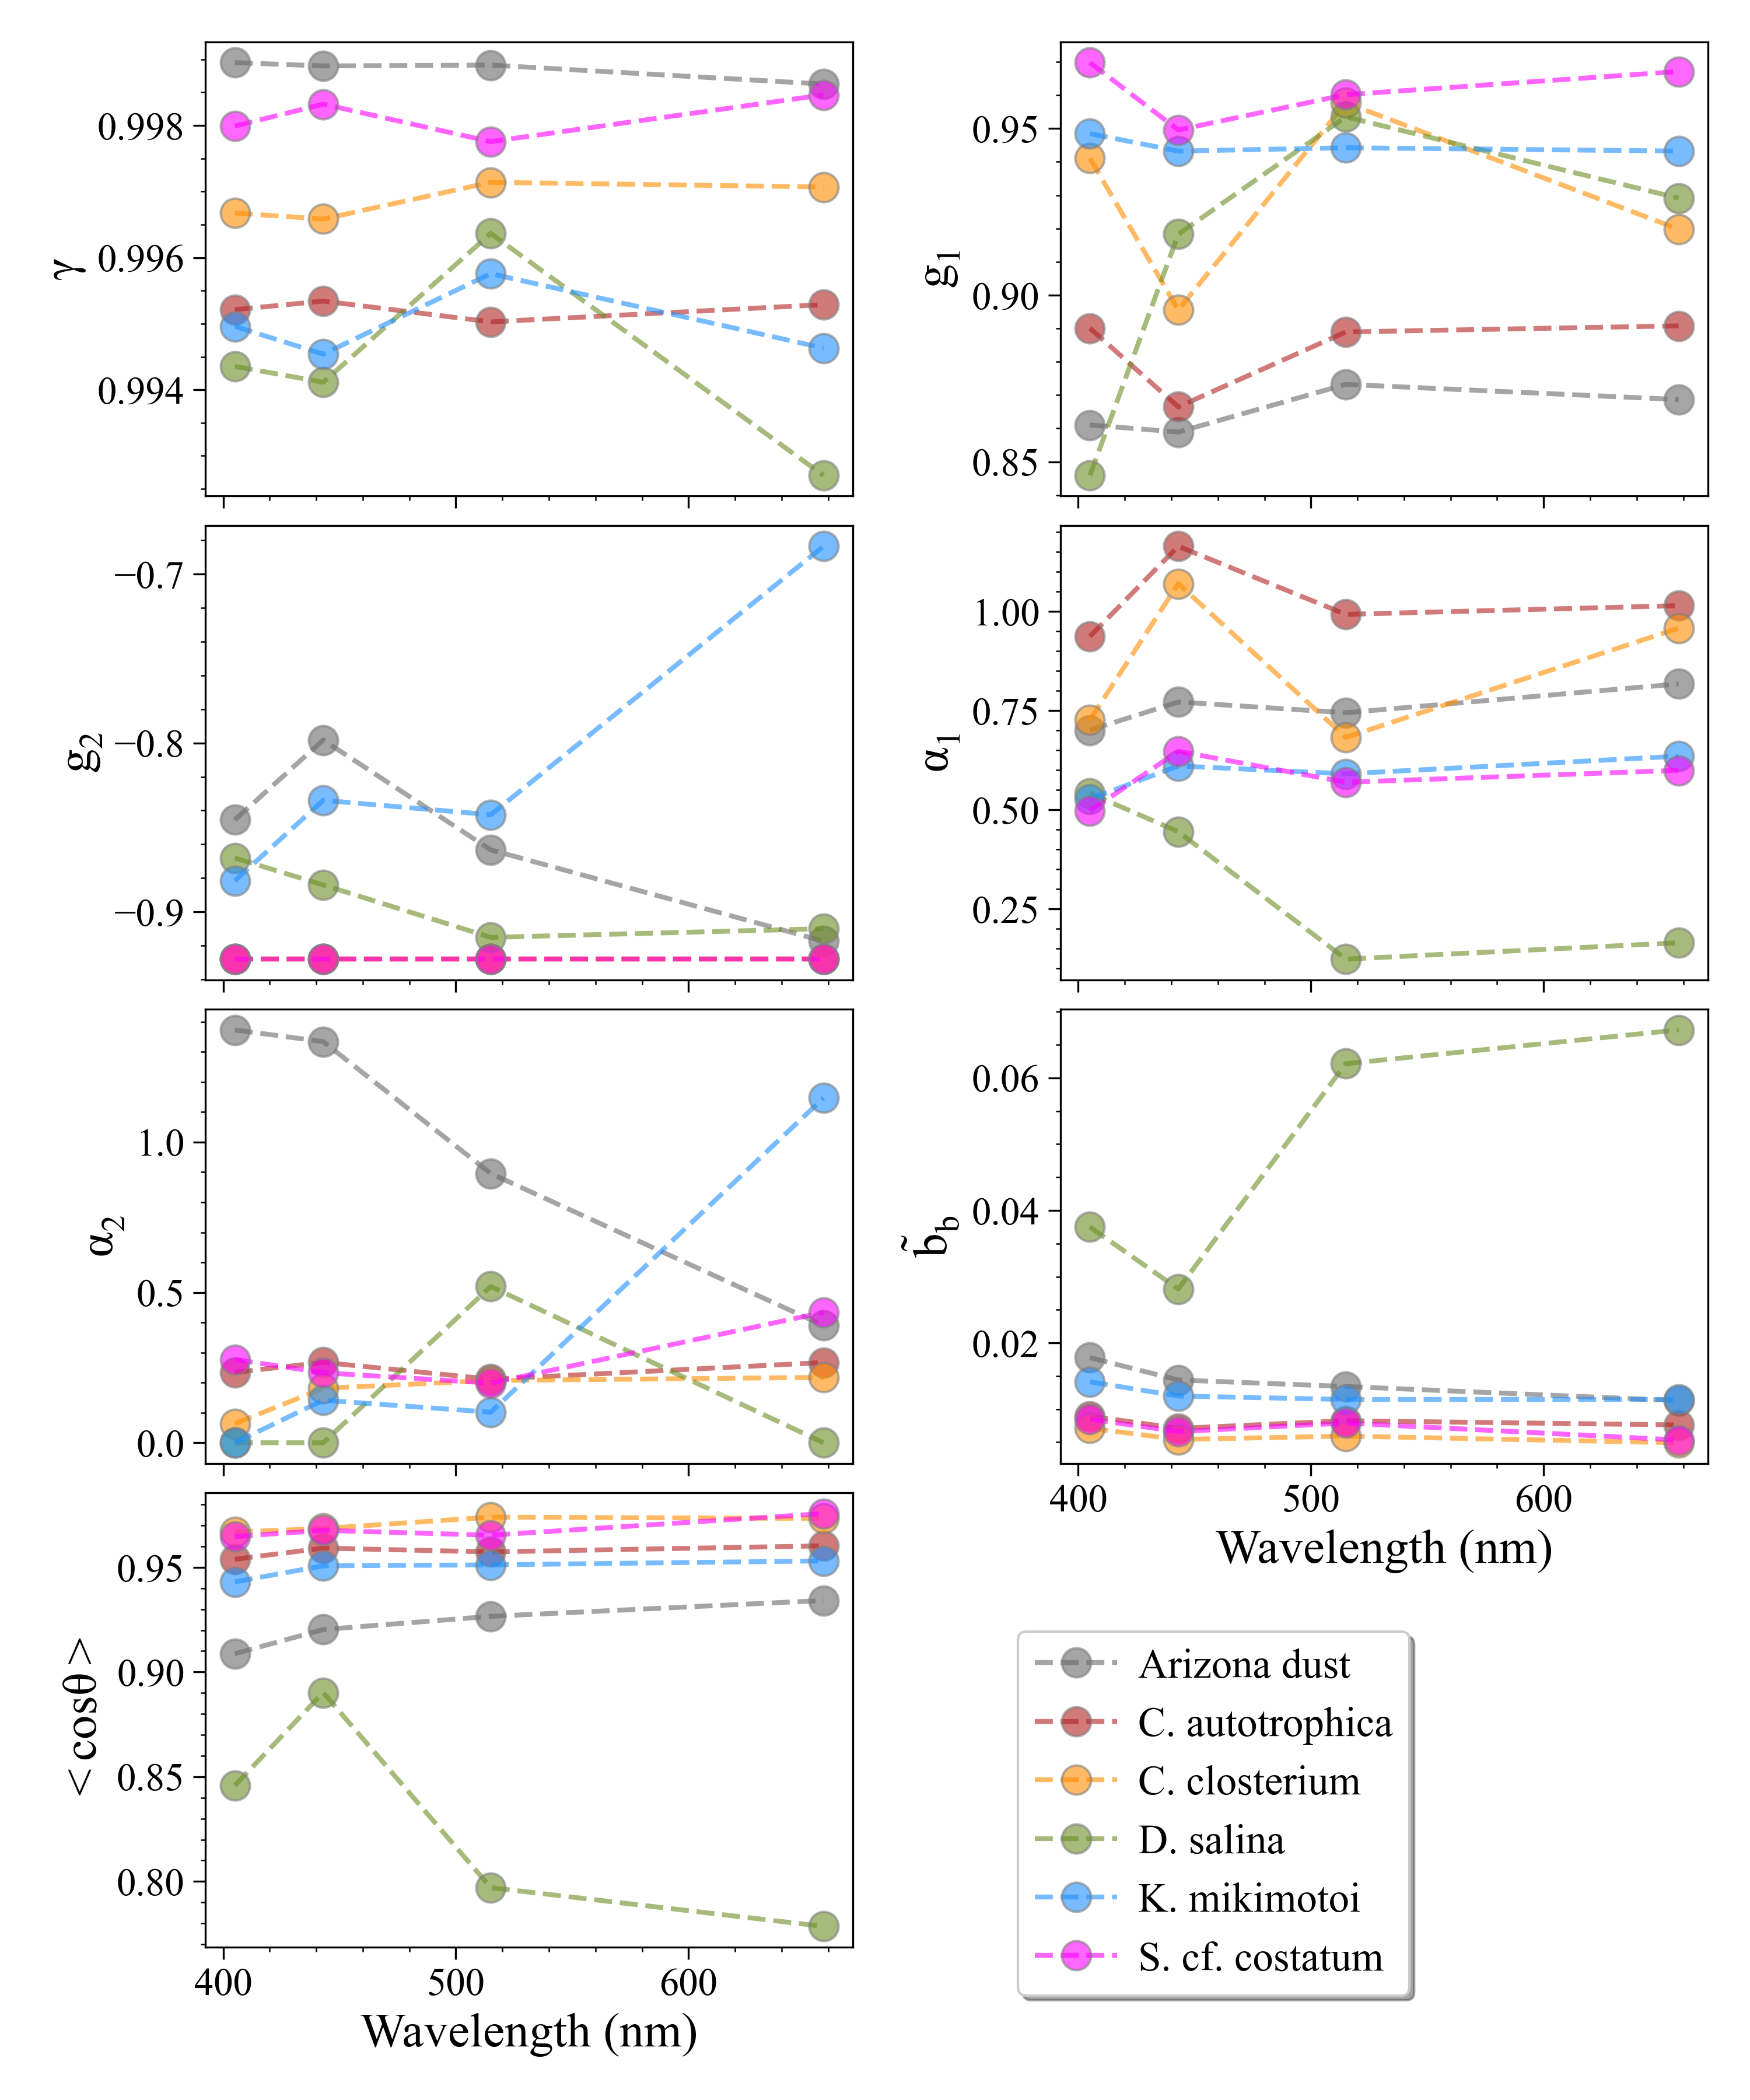 0.998
0.996
0.994
γ
0.95
0.90
0.85
g1
−0.7
−0.8
−0.9
g2
1.00
0.75
0.50
0.25
α1
1.0
0.5
0.0
α2
0.06
0.04
0.02
b̃b
400 500 600
Wavelength (nm)
0.95
0.90
0.85
0.80
< cosθ >
400 500 600
Wavelength (nm)
Arizona dust
C. autotrophica
C. closterium
D. salina
K. mikimotoi
S. cf. costatum